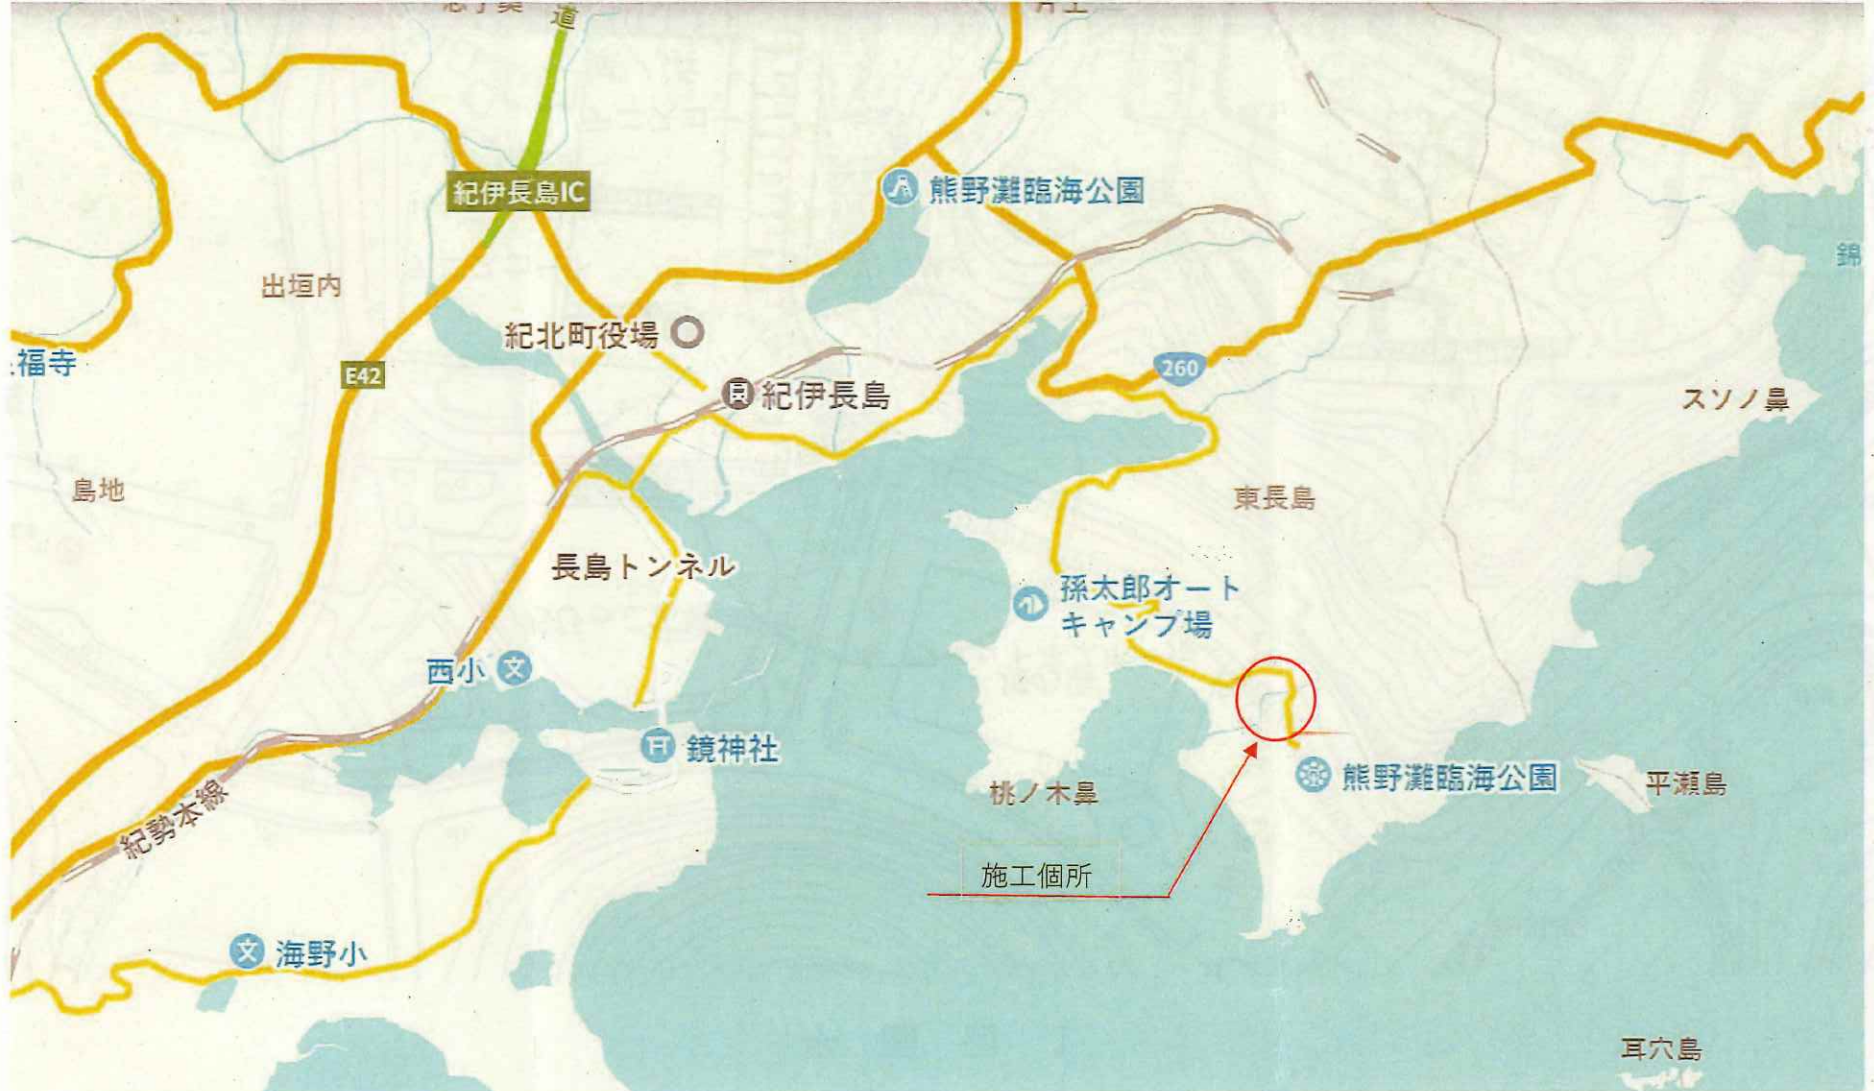 道
紀伊長島IC
熊野灘臨海公園
錦
出垣内
紀北町役場
福寺
E42
260
紀伊長島
スソノ鼻
島地
東長島
長島トンネル
孫太郎オート
キャンプ場
西小
文
鏡神社
熊野灘臨海公園
平瀬島
桃ノ木鼻
紀勢本線
施工個所
文
海野小
耳穴島